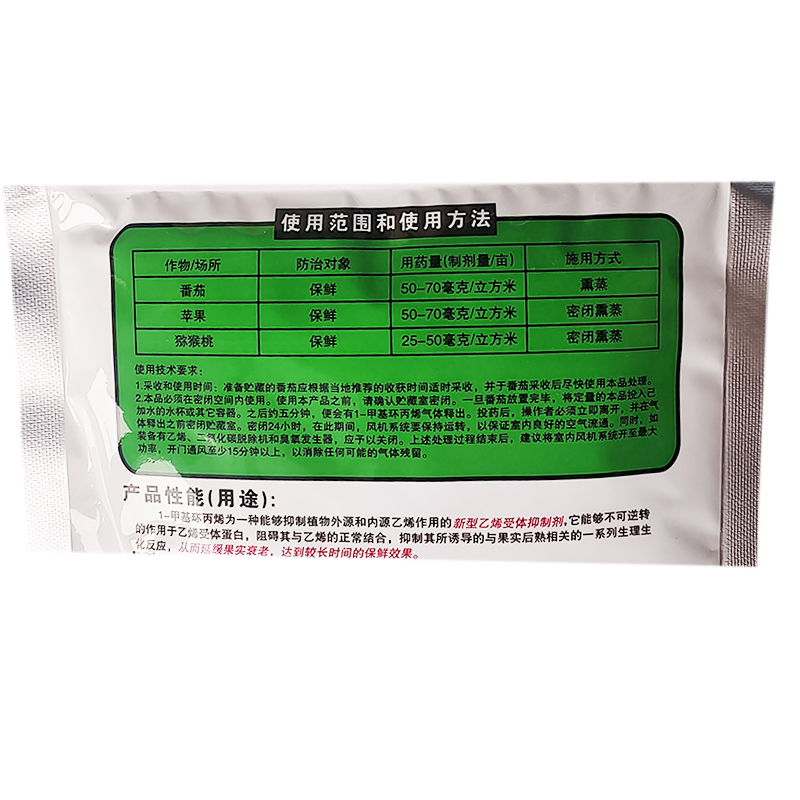 使用范围和使用方法
作物/场所 防治对象 用药量(制剂量/亩) 施用方式
番茄 保鲜 50-70毫克/立方米 熏蒸
苹果 保鲜 50-70毫克/立方米 密闭熏蒸
猕猴桃 保鲜 25-50毫克/立方米 密闭熏蒸
使用技术要求:
1.采收和使用时间：准备贮藏的番茄应根据当地推荐的收获时间适时采收，并于番茄采收后尽快使用本品处理。
2.本品必须在密闭空间内使用。使用本产品之前，请确认贮藏室密闭。一旦番茄放置完毕，将定量的本品投入己
加水的水杯或其它容器。之后约五分钟，便会有1-甲基环丙烯气体释出。投药后，操作者必须立即离开，并在气
体释出之前密闭贮藏室。密闭24小时，在此期间，风机系统要保持运转，以保证室内良好的空气流通。同时，如
装备有乙烯、二氧化碳脱除机和臭氧发生器，应予以关闭。上述处理过程结束后，建议将室内风机系统开至最大
功率，开门通风至少15分钟以上，以消除任何可能的气体残留。
产品性能(用途):
1-甲基环丙烯为一种能够抑制植物外源和内源乙烯作用的新型乙烯受体抑制剂，它能够不可逆转
的作用于乙烯受体蛋白，阻碍其与乙烯的正常结合，抑制其所诱导的与果实后熟相关的一系列生理生
化反应，从而延缓果实衰老，达到较长时间的保鲜效果。